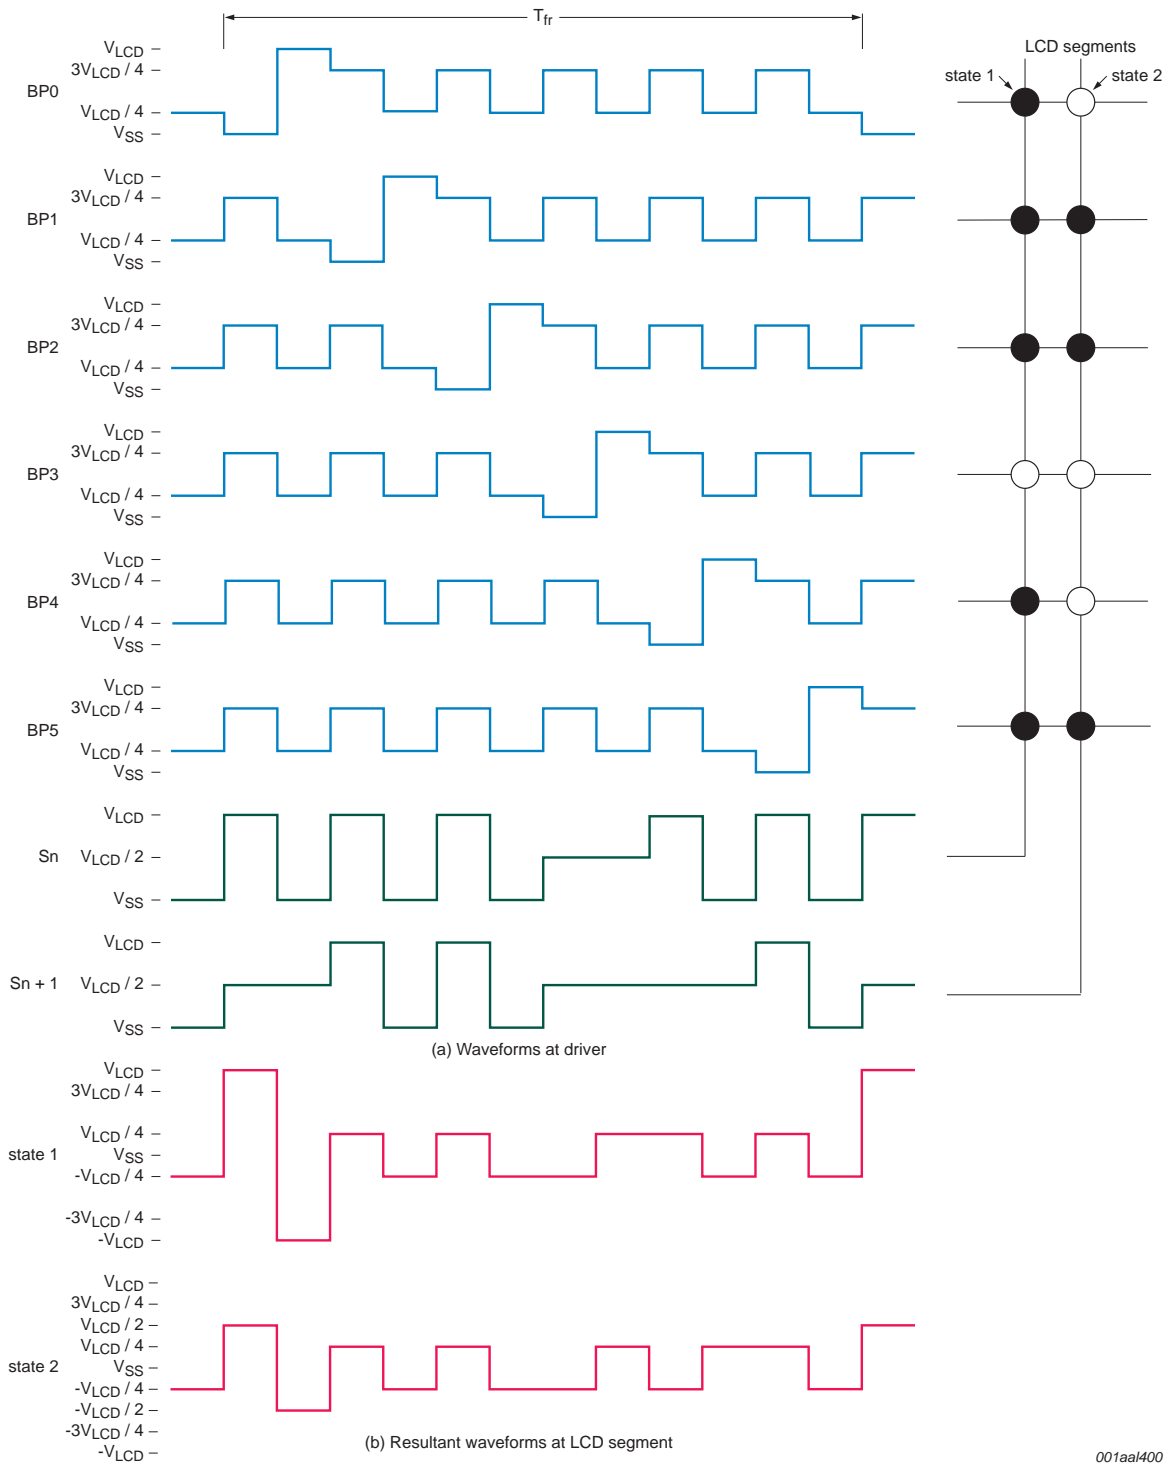 Tfr
LCD segments
state 1
state 2
BP0
VLCD
3VLCD / 4
VLCD / 4
VSS
BP1
VLCD
3VLCD / 4
VLCD / 4
VSS
BP2
VLCD
3VLCD / 4
VLCD / 4
VSS
BP3
VLCD
3VLCD / 4
VLCD / 4
VSS
BP4
VLCD
3VLCD / 4
VLCD / 4
VSS
BP5
VLCD
3VLCD / 4
VLCD / 4
VSS
Sn
VLCD
VLCD / 2
VSS
Sn + 1
VLCD
VLCD / 2
VSS
(a) Waveforms at driver
state 1
VLCD
3VLCD / 4
VLCD / 4
VSS
-VLCD / 4
-3VLCD / 4
-VLCD
state 2
VLCD
3VLCD / 4
VLCD / 2
VLCD / 4
VSS
-VLCD / 4
-VLCD / 2
-3VLCD / 4
-VLCD
(b) Resultant waveforms at LCD segment
001aal400